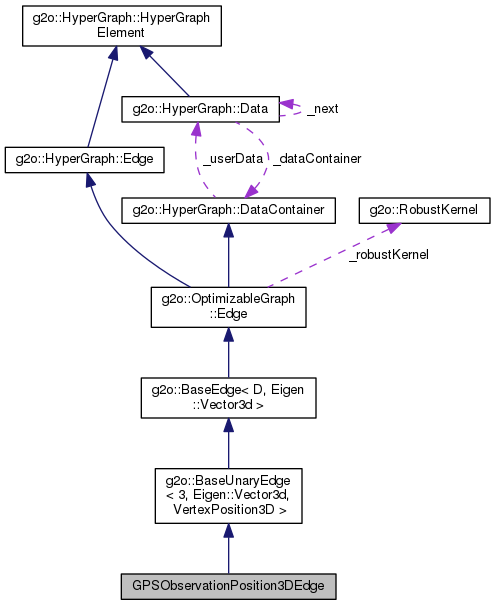 g2o::HyperGraph::HyperGraph
Element
g2o::HyperGraph::Data
_next
g2o::HyperGraph::Edge
_userData
_dataContainer
g2o::HyperGraph::DataContainer
g2o::RobustKernel
_robustKernel
g2o::OptimizableGraph
::Edge
g2o::BaseEdge< D, Eigen
::Vector3d >
g2o::BaseUnaryEdge
< 3, Eigen::Vector3d,
VertexPosition3D >
GPSObservationPosition3DEdge